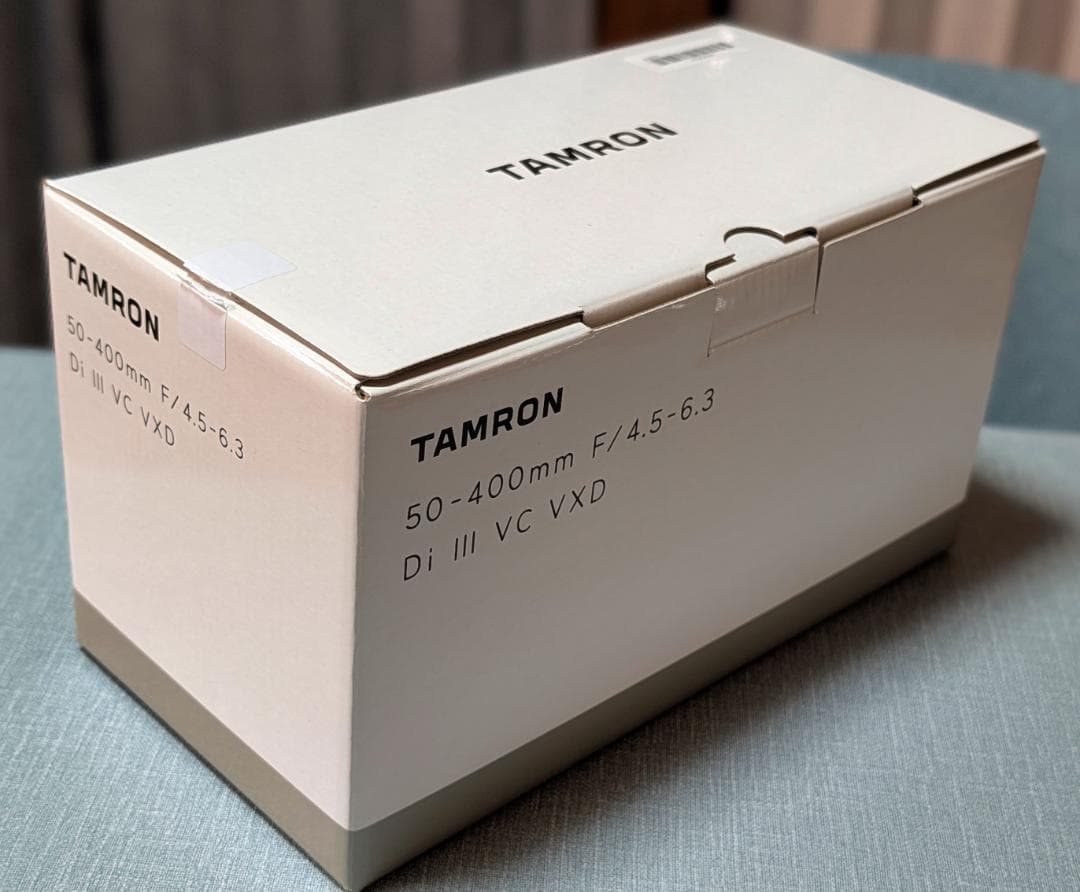 TAMRON
TAMRON
50-400mm F/4.5-6.3
Di III VC VXD
TAMRON
50-400mm F/4.5-6.3
Di III VC VXD